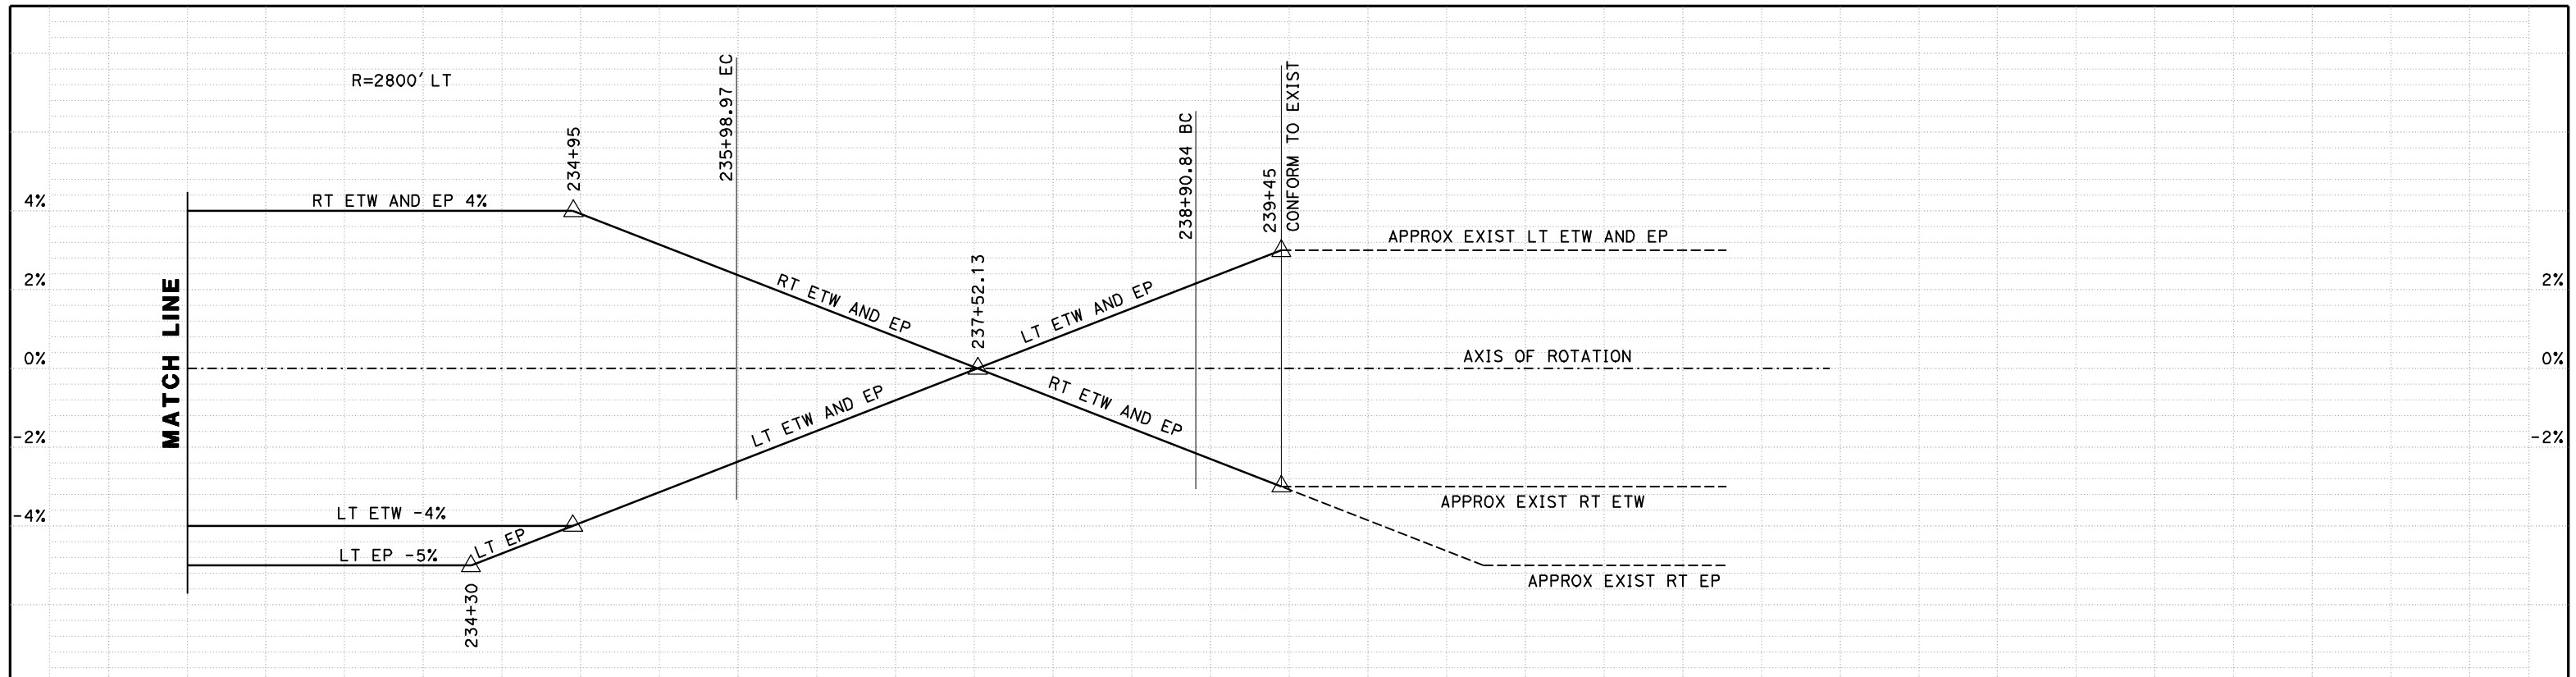 R=2800' LT
235+98.97 EC
238+90.84 BC
239+45
CONFORM TO EXIST
234+95
4%
RT ETW AND EP 4%
APPROX EXIST LT ETW AND EP
2%
RT ETW AND EP
237+52.13
LT ETW AND EP
2%
MATCH LINE
0%
AXIS OF ROTATION
0%
-2%
LT ETW AND EP
RT ETW AND EP
-2%
-4%
LT ETW -4%
APPROX EXIST RT ETW
LT EP -5%
LT EP
APPROX EXIST RT EP
234+30